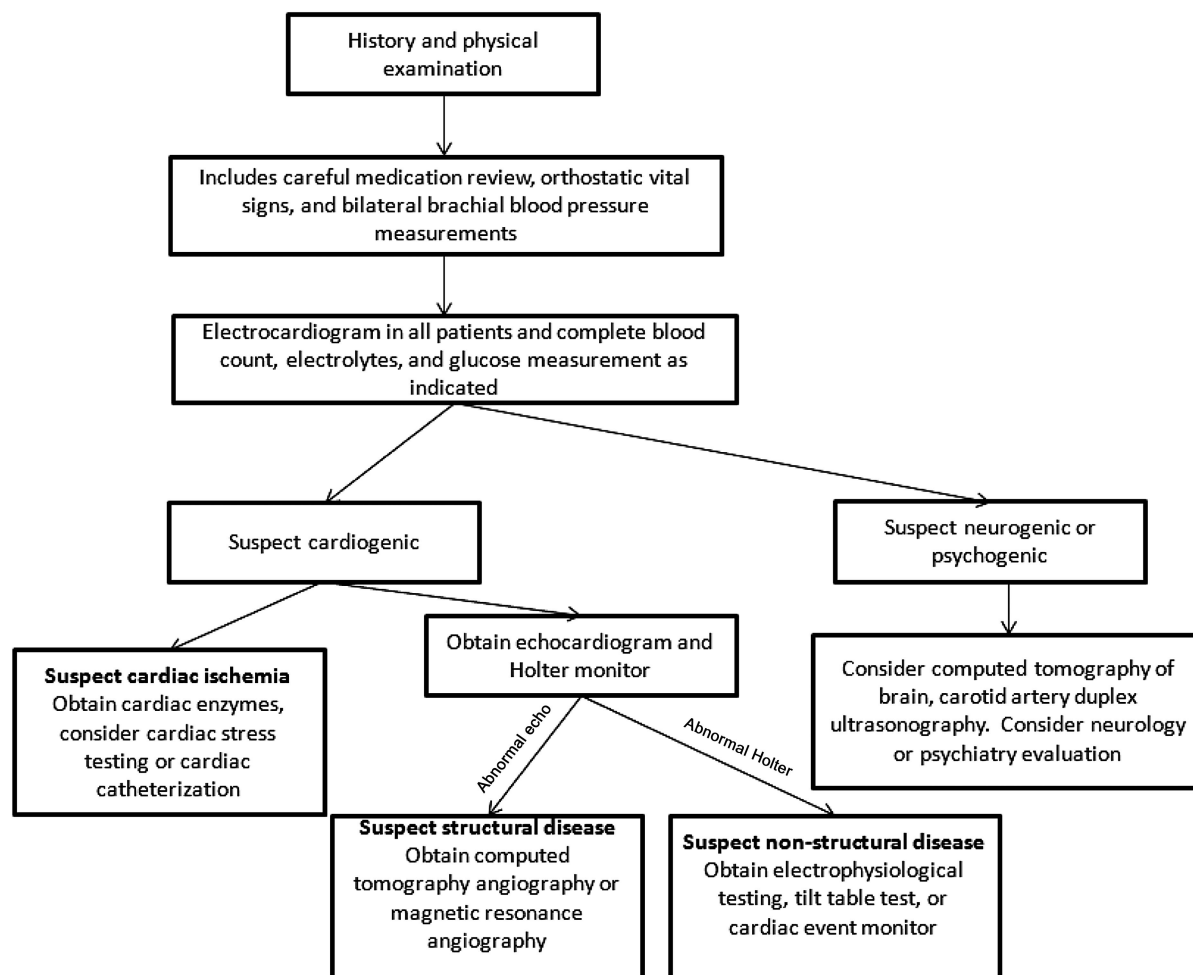 History and physical
examination
Includes careful medication review, orthostatic vital
signs, and bilateral brachial blood pressure
measurements
Electrocardiogram in all patients and complete blood
count, electrolytes, and glucose measurement as
indicated
Suspect cardiogenic
Suspect neurogenic or
psychogenic
Suspect cardiac ischemia
Obtain cardiac enzymes,
consider cardiac stress
testing or cardiac
catheterization
Obtain echocardiogram and
Holter monitor
Consider computed tomography of
brain, carotid artery duplex
ultrasonography. Consider neurology
or psychiatry evaluation
Abnormal echo
Abnormal Holter
Suspect structural disease
Obtain computed
tomography angiography or
magnetic resonance
angiography
Suspect non-structural disease
Obtain electrophysiological
testing, tilt table test, or
cardiac event monitor